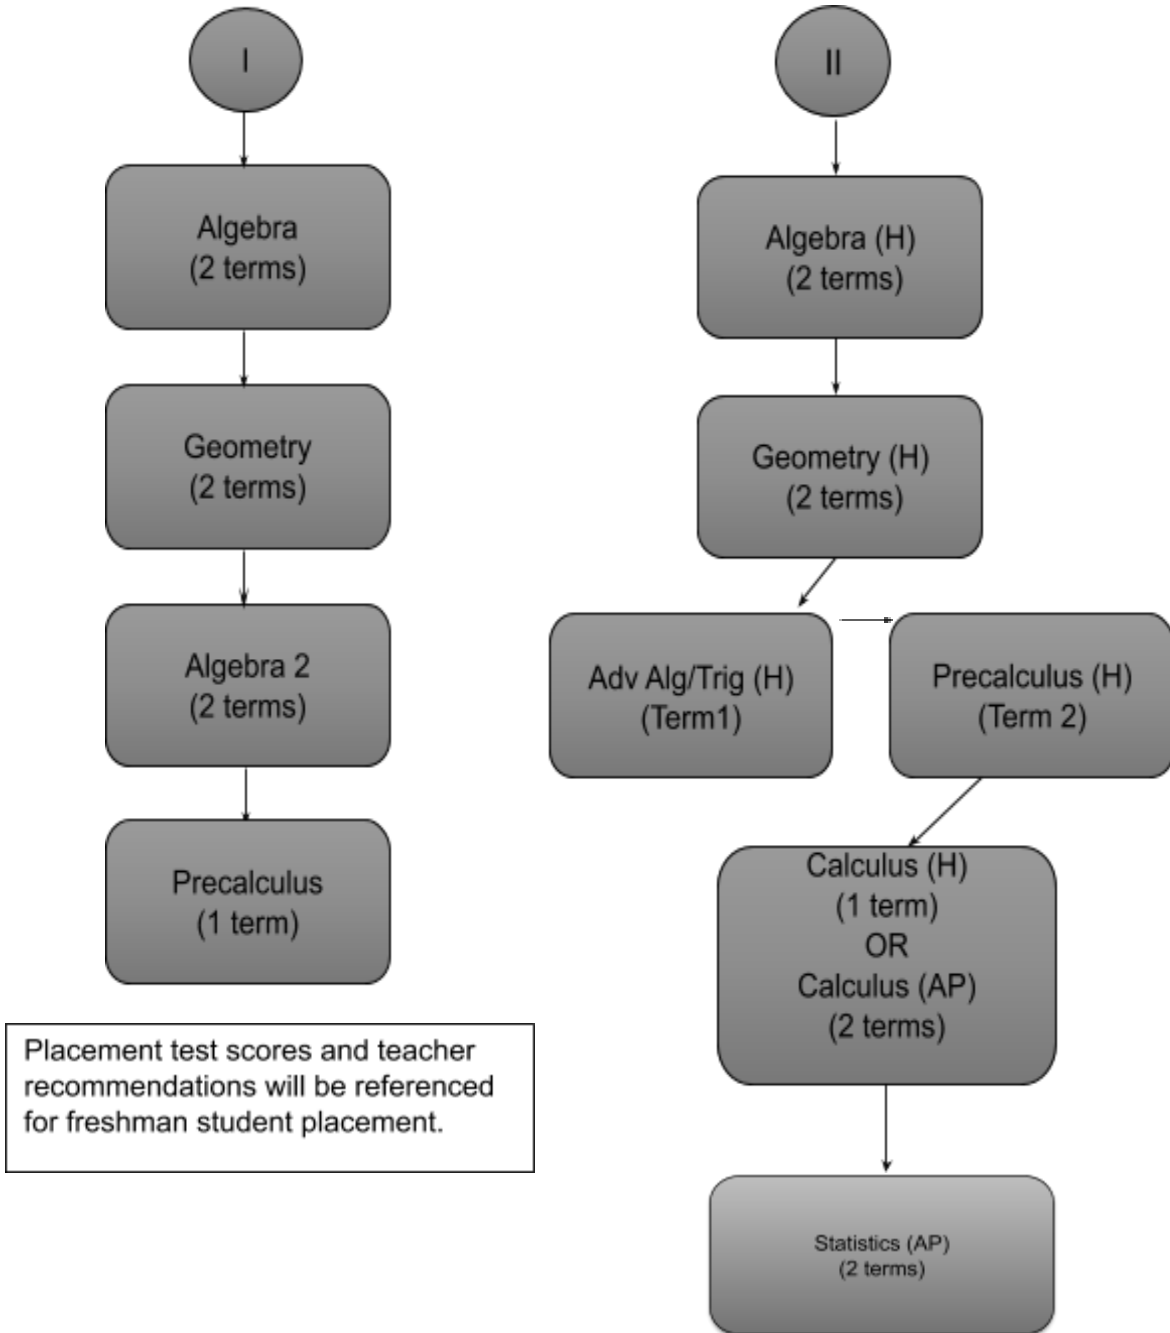 I
Algebra
(2 terms)
Geometry
(2 terms)
Algebra 2
(2 terms)
Precalculus
(1 term)
Placement test scores and teacher
recommendations will be referenced
for freshman student placement.
II
Algebra (H)
(2 terms)
Geometry (H)
(2 terms)
Adv Alg/Trig (H)
(Term1)
Precalculus (H)
(Term 2)
Calculus (H)
(1 term)
OR
Calculus (AP)
(2 terms)
Statistics (AP)
(2 terms)